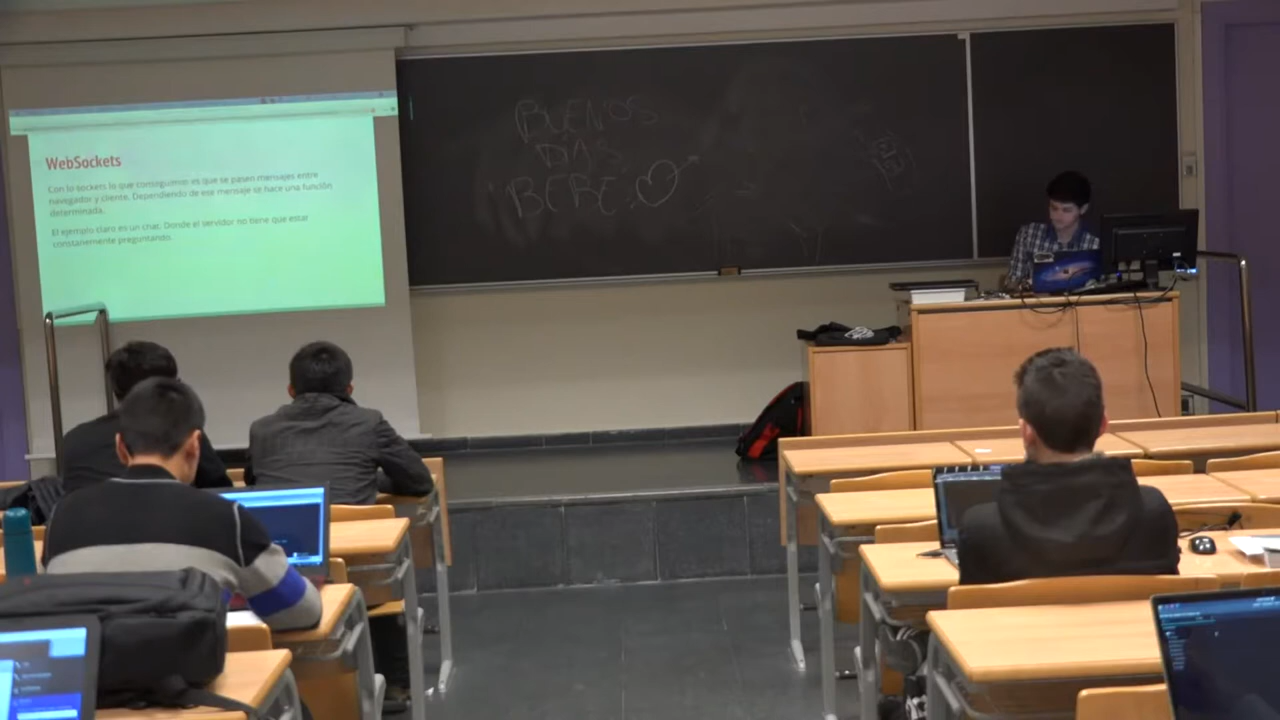 WebSockets
Con lo sockets lo que conseguimos es que se pasen mensajes entre
navegador y cliente. Dependiendo de ese mensaje se hace una función
determinada.
El ejemplo claro es un chat. Donde el servidor no tiene que estar
constanemente preguntando.
BUENOS
DÍAS
BEBE